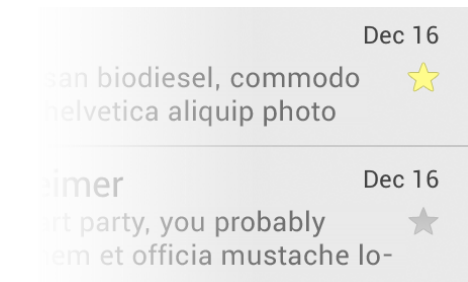 Dec 16
biodiesel, commodo
helvetica aliquip photo
Dec 16
party, you probably
et officia mustache lo-